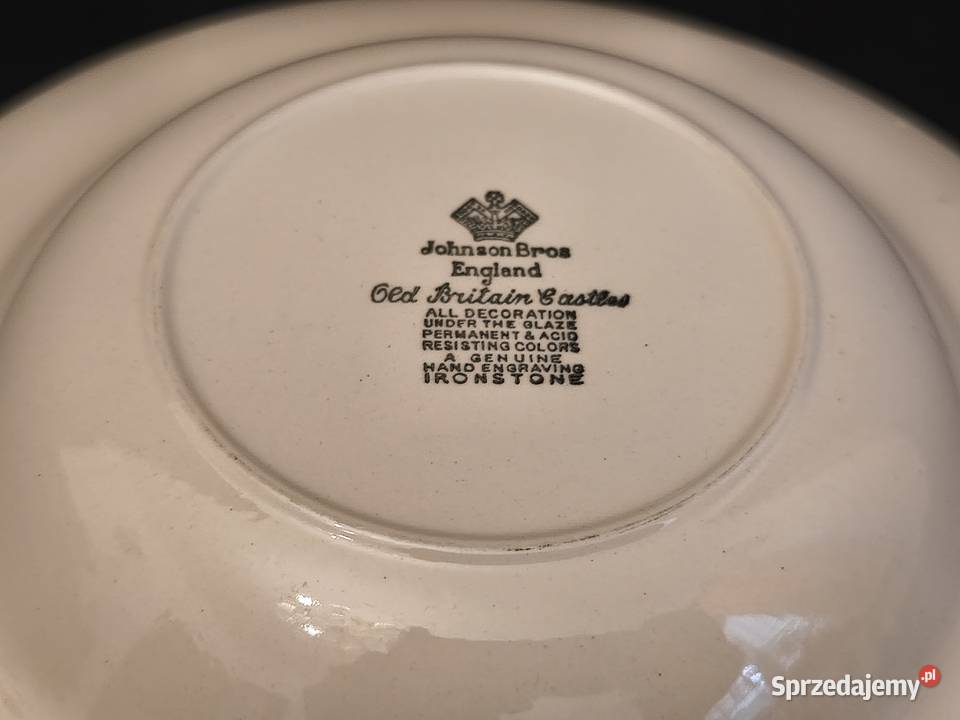 Johnson Bros
England
Old Britain Castles
ALL DECORATION
UNDER THE GLAZE
PERMANENT & ACID
RESISTING COLORS
A GENUINE
HAND ENGRAVING
IRONSTONE
Sprzedajemy.pl